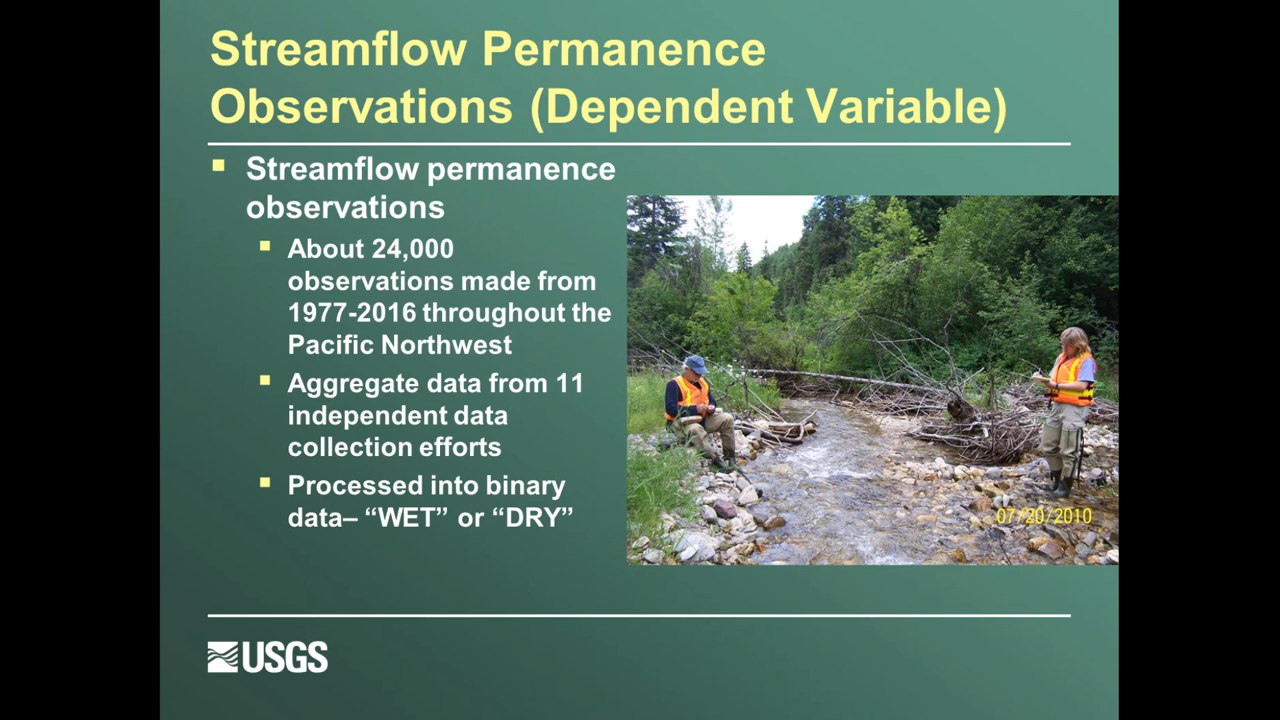 Streamflow Permanence
Observations (Dependent Variable)
▪ Streamflow permanence
observations
▪ About 24,000
observations made from
1977-2016 throughout the
Pacific Northwest
▪ Aggregate data from 11
independent data
collection efforts
▪ Processed into binary
data– “WET” or “DRY”
07/20/2010
USGS